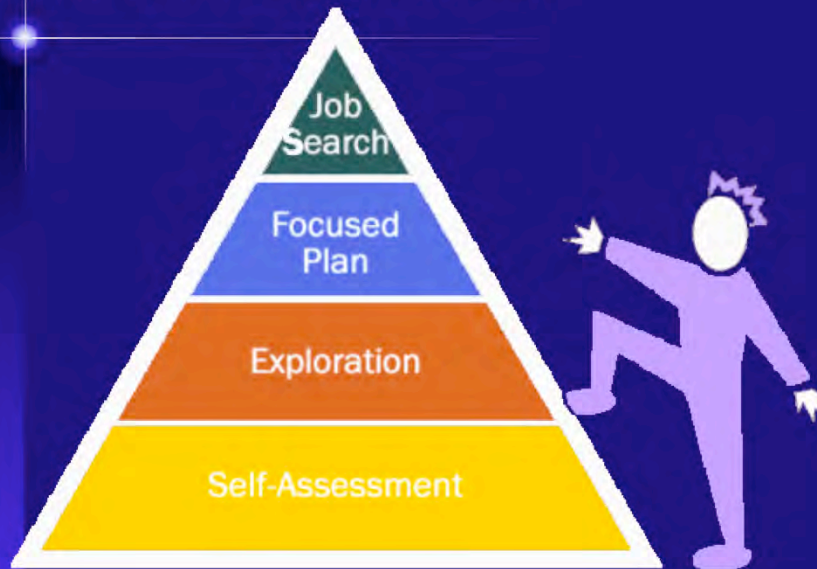 Job
Search
Focused
Plan
Exploration
Self-Assessment